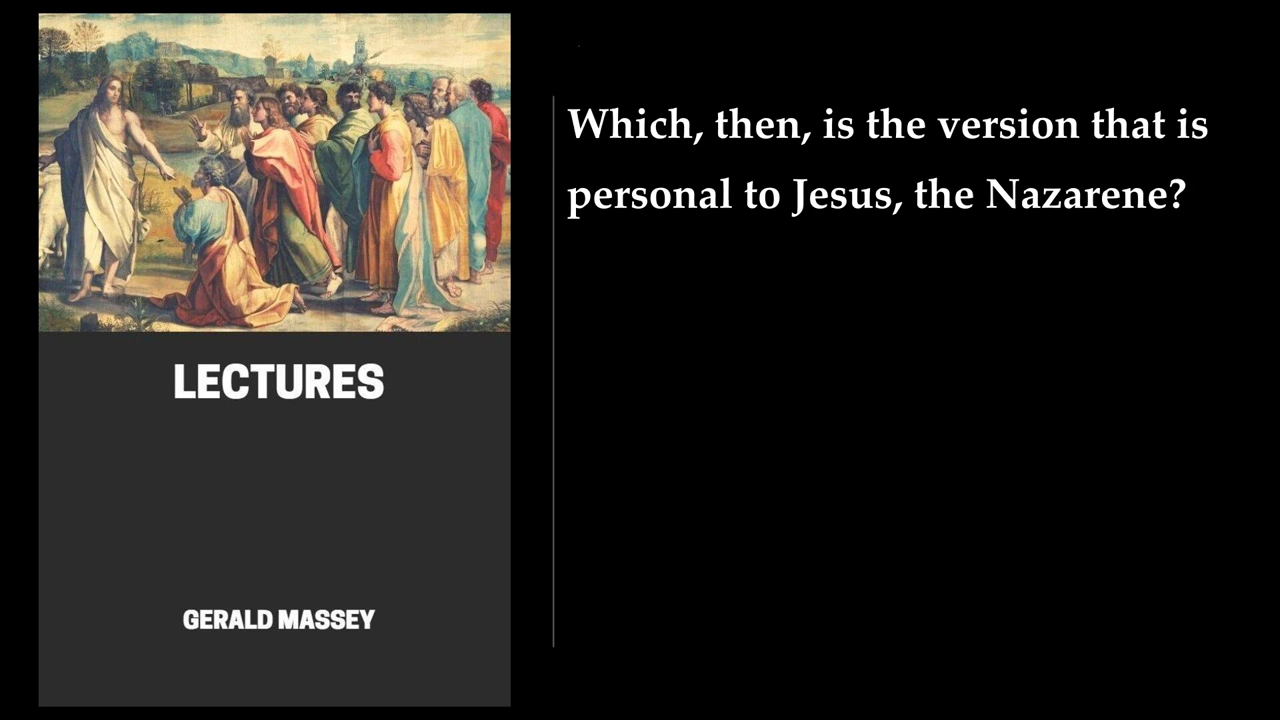 LECTURES
GERALD MASSEY
Which, then, is the version that is
personal to Jesus, the Nazarene?